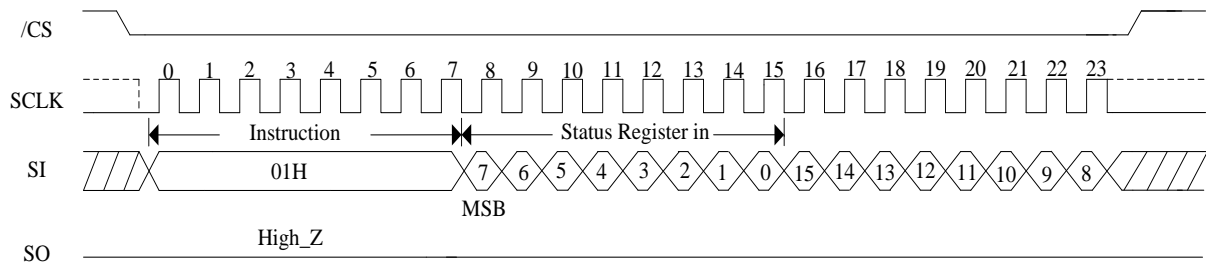 /CS
0 1 2 3 4 5 6 7 8 9 10 11 12 13 14 15 16 17 18 19 20 21 22 23
SCLK
Instruction Status Register in
SI 01H 7 6 5 4 3 2 1 0 15 14 13 12 11 10 9 8
MSB
High_Z
SO